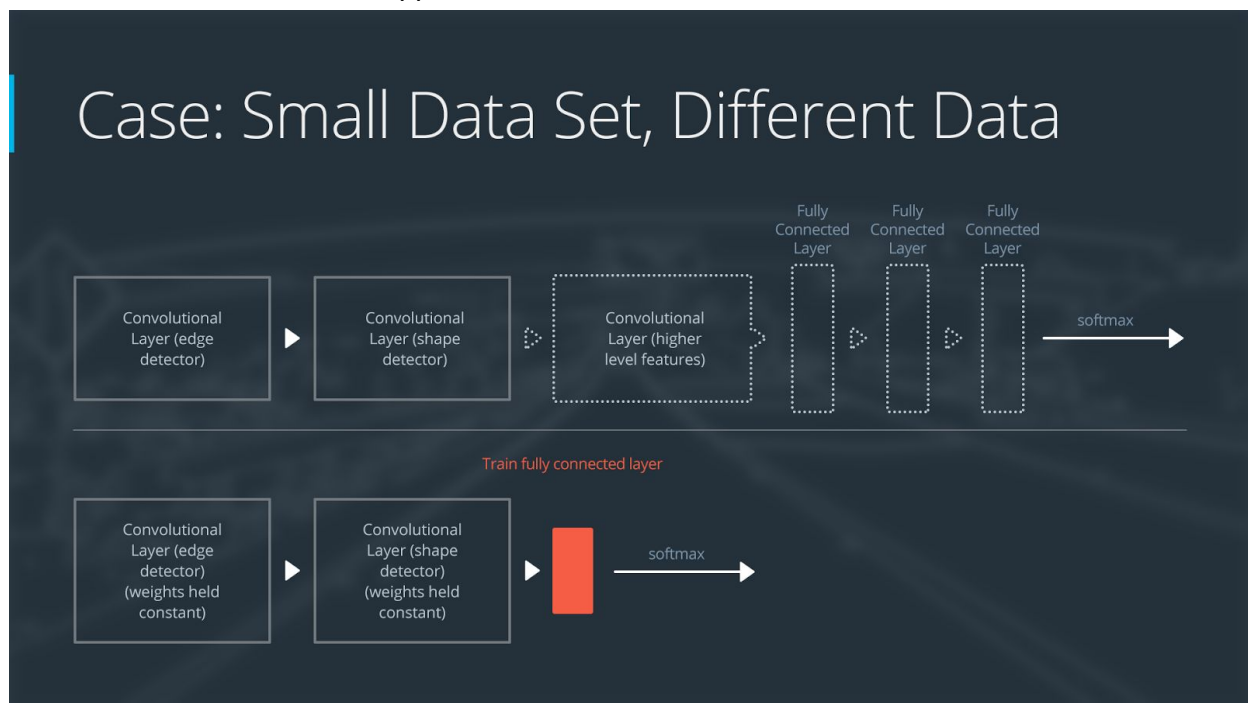 Case: Small Data Set, Different Data
Fully
Connected
Layer
Fully
Connected
Layer
Fully
Connected
Layer
Convolutional
Layer (edge
detector)
Convolutional
Layer (shape
detector)
Convolutional
Layer (higher
level features)
softmax
Train fully connected layer
Convolutional
Layer (edge
detector)
(weights held
constant)
Convolutional
Layer (shape
detector)
(weights held
constant)
softmax